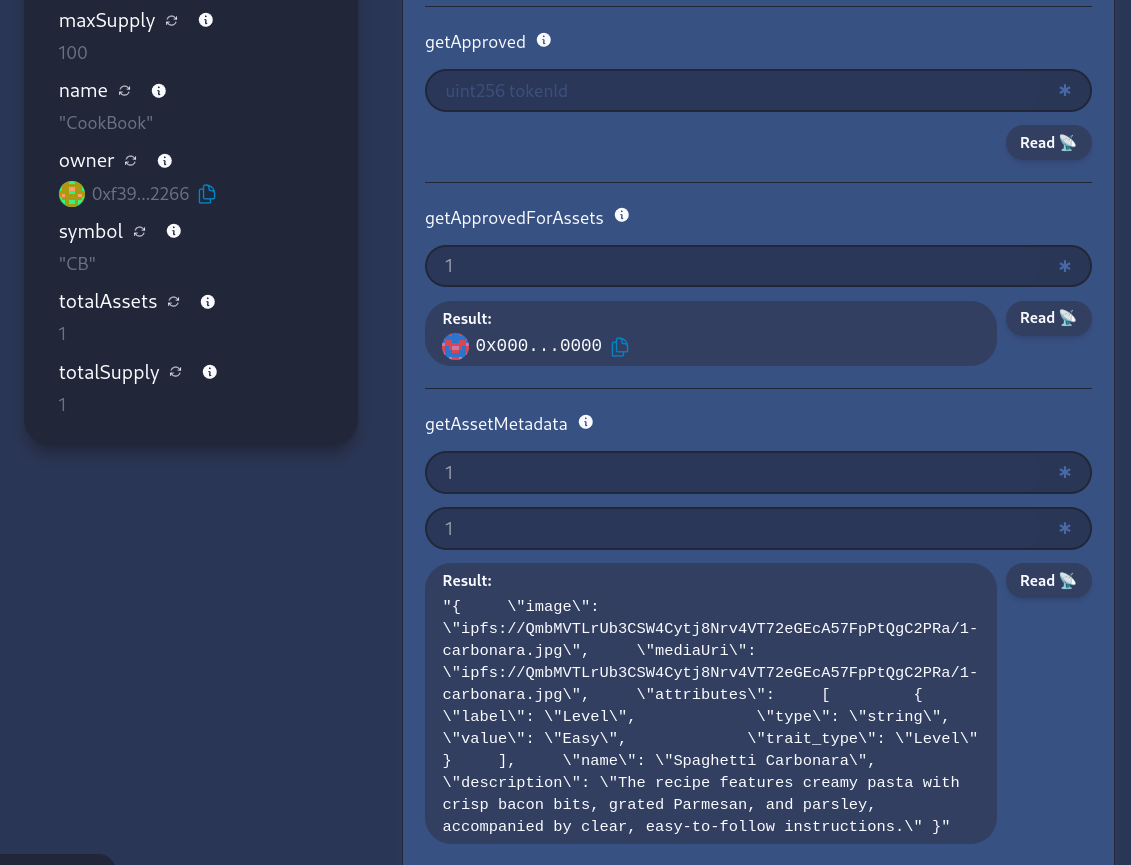 maxSupply
100
name
"CookBook"
owner
0xf39...2266
symbol
"CB"
totalAssets
1
totalSupply
1
getApproved
uint256 tokenId *
Read
getApprovedForAssets
1 *
Result:
0x000...0000
Read
getAssetMetadata
1 *
1 *
Result:
"{     \"image\":
\"ipfs://QmbMVTLrUb3CSW4Cytj8Nrv4VT72eGEcA57FpPtQgC2PRa/1-
carbonara.jpg\",     \"mediaUri\":
\"ipfs://QmbMVTLrUb3CSW4Cytj8Nrv4VT72eGEcA57FpPtQgC2PRa/1-
carbonara.jpg\",     \"attributes\":     [         {
\"label\": \"Level\",             \"type\": \"string\",
\"value\": \"Easy\",             \"trait_type\": \"Level\"
}     ],     \"name\": \"Spaghetti Carbonara\",
\"description\": \"The recipe features creamy pasta with
crisp bacon bits, grated Parmesan, and parsley,
accompanied by clear, easy-to-follow instructions.\" }"
Read